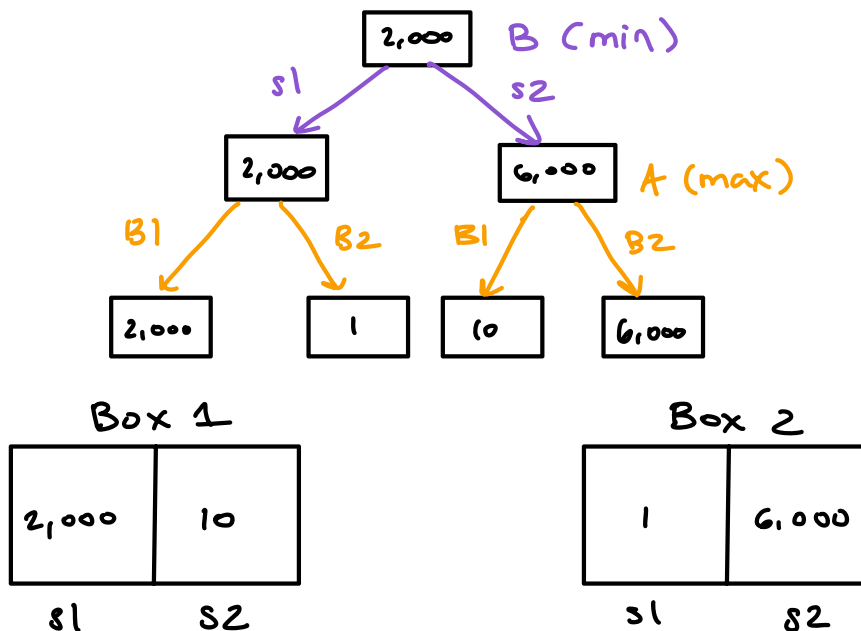 2,000 B (min)
s1 s2
2,000 6,000 A (max)
B1 B2 B1 B2
2,000 1 10 6,000
Box 1 Box 2
2,000 10 1 6,000
s1 s2 s1 s2